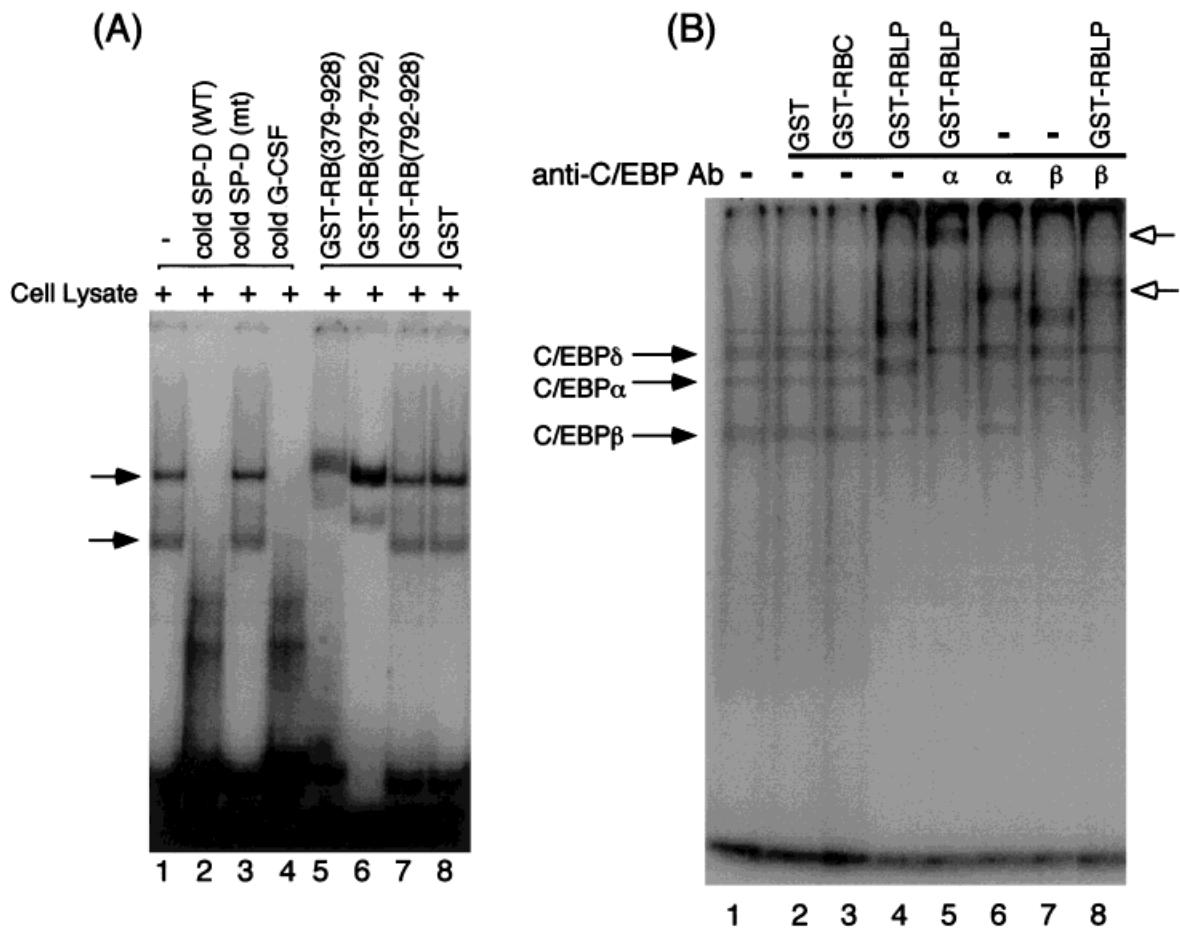 (A)
-
cold SP-D (WT)
cold SP-D (mt)
cold G-CSF
GST-RB(379-928)
GST-RB(379-792)
GST-RB(792-928)
GST
Cell Lysate + + + + + + + +
1 2 3 4 5 6 7 8
(B)
GST
GST-RBC
GST-RBLP
GST-RBLP
-
-
GST-RBLP
anti-C/EBP Ab - - - - α α β β
C/EBPδ
C/EBPα
C/EBPβ
1 2 3 4 5 6 7 8